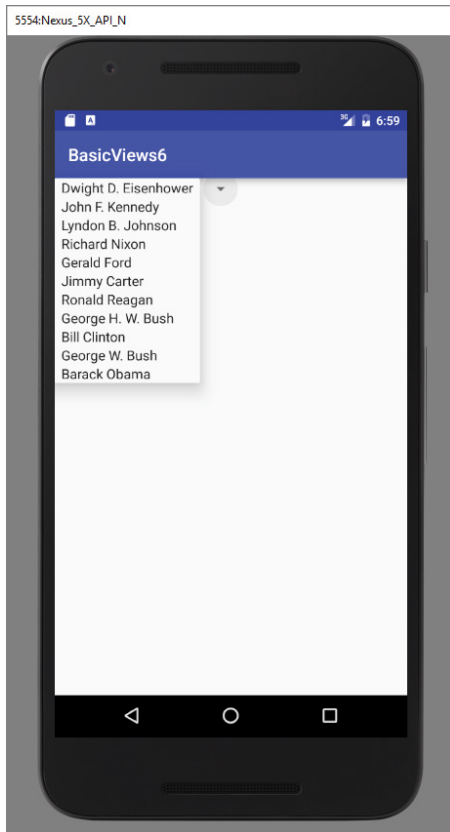 5554:Nexus_5X_API_N
A
3G 6:59
BasicViews6
Dwight D. Eisenhower
John F. Kennedy
Lyndon B. Johnson
Richard Nixon
Gerald Ford
Jimmy Carter
Ronald Reagan
George H. W. Bush
Bill Clinton
George W. Bush
Barack Obama